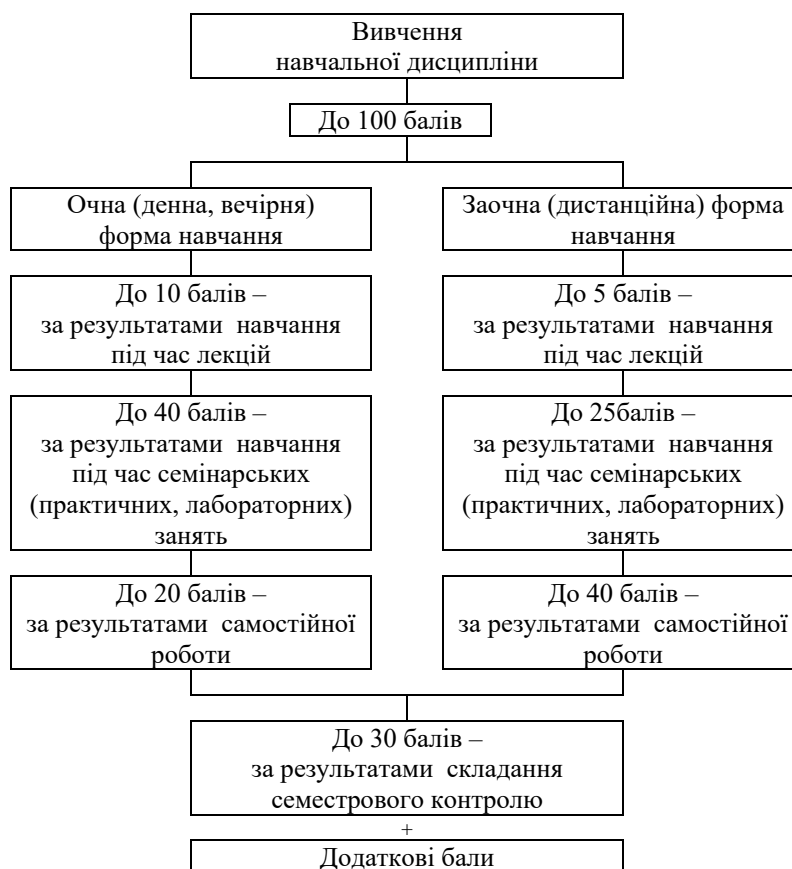 Вивчення
навчальної дисципліни
До 100 балів
Очна (денна, вечірня)
форма навчання
Заочна (дистанційна) форма
навчання
До 10 балів –
за результатами навчання
під час лекцій
До 5 балів –
за результатами навчання
під час лекцій
До 40 балів –
за результатами навчання
під час семінарських
(практичних, лабораторних)
занять
До 25балів –
за результатами навчання
під час семінарських
(практичних, лабораторних)
занять
До 20 балів –
за результатами самостійної
роботи
До 40 балів –
за результатами самостійної
роботи
До 30 балів –
за результатами складання
семестрового контролю
+
Додаткові бали